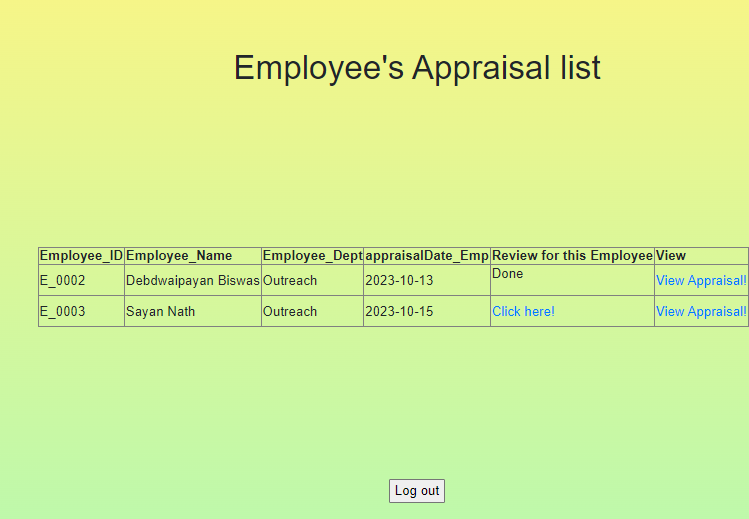 Employee's Appraisal list
Employee_ID Employee_Name Employee_Dept appraisalDate_Emp Review for this Employee View
E_0002 Debdwaipayan Biswas Outreach 2023-10-13 Done View Appraisal!
E_0003 Sayan Nath Outreach 2023-10-15 Click here! View Appraisal!
Log out